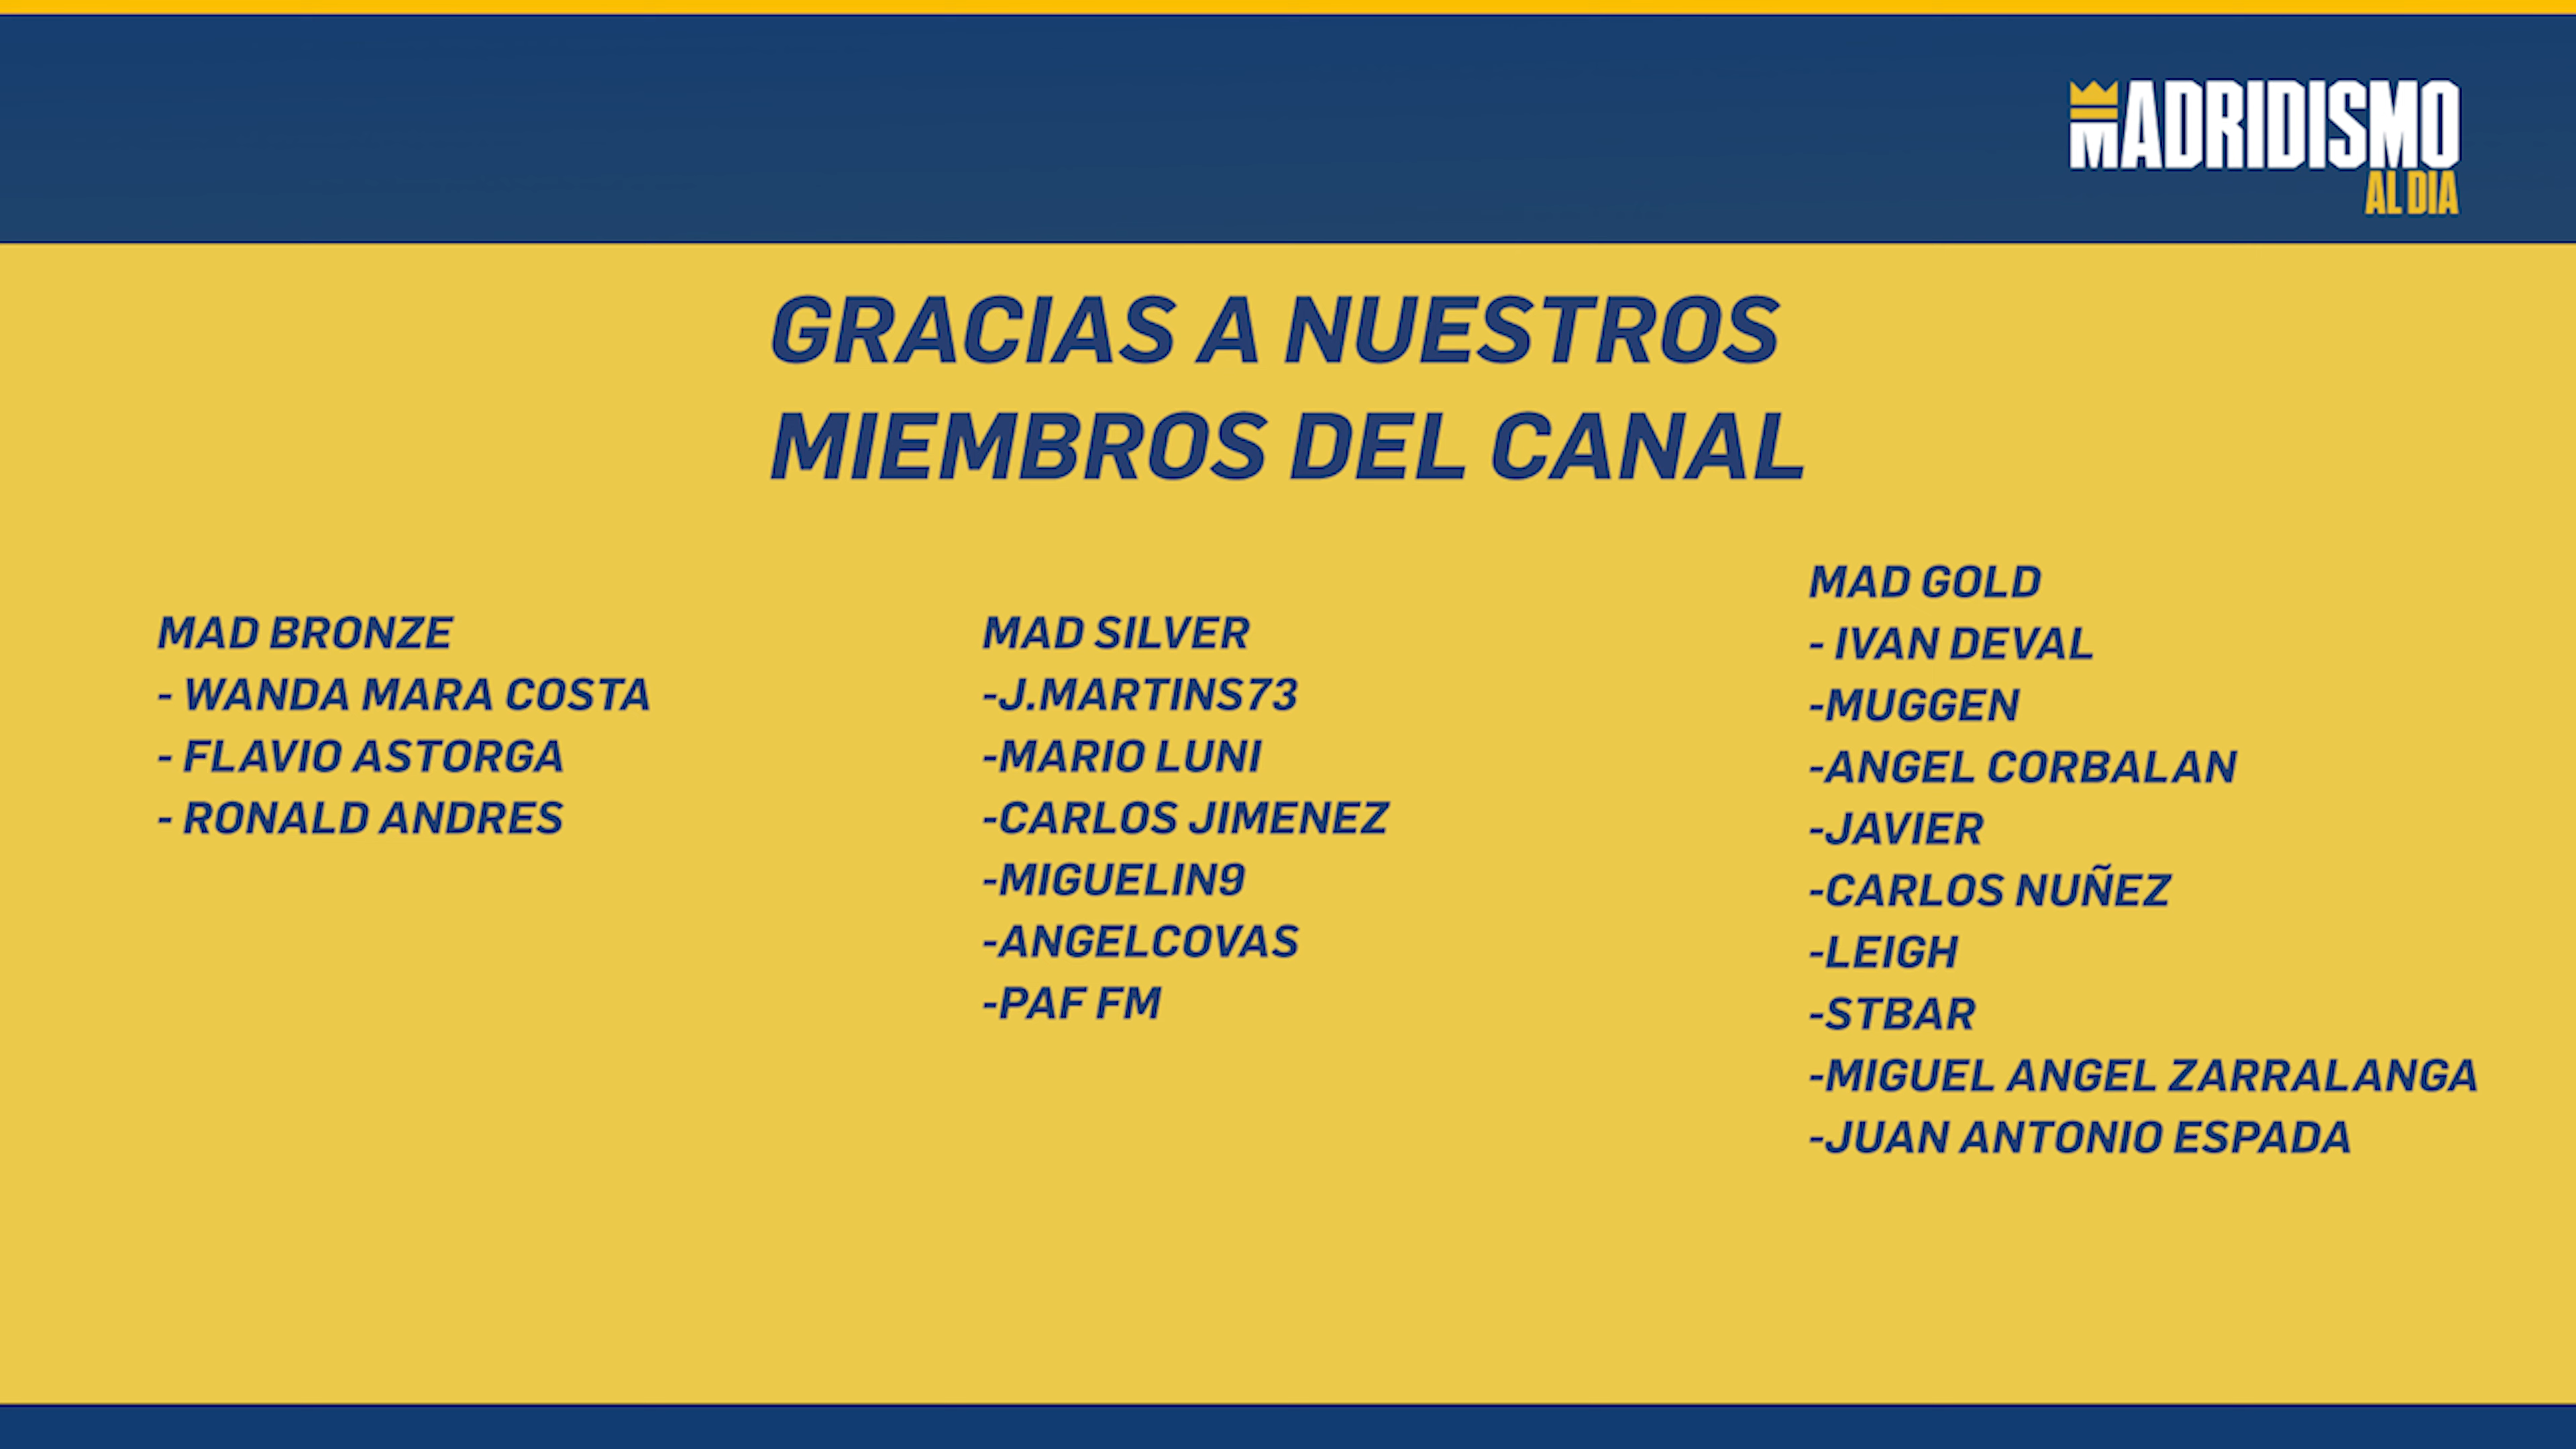 MADRIDISMO
AL DIA
GRACIAS A NUESTROS
MIEMBROS DEL CANAL
MAD BRONZE
- WANDA MARA COSTA
- FLAVIO ASTORGA
- RONALD ANDRES
MAD SILVER
-J.MARTINS73
-MARIO LUNI
-CARLOS JIMENEZ
-MIGUELIN9
-ANGELCOVAS
-PAF FM
MAD GOLD
- IVAN DEVAL
-MUGGEN
-ANGEL CORBALAN
-JAVIER
-CARLOS NUÑEZ
-LEIGH
-STBAR
-MIGUEL ANGEL ZARRALANGA
-JUAN ANTONIO ESPADA